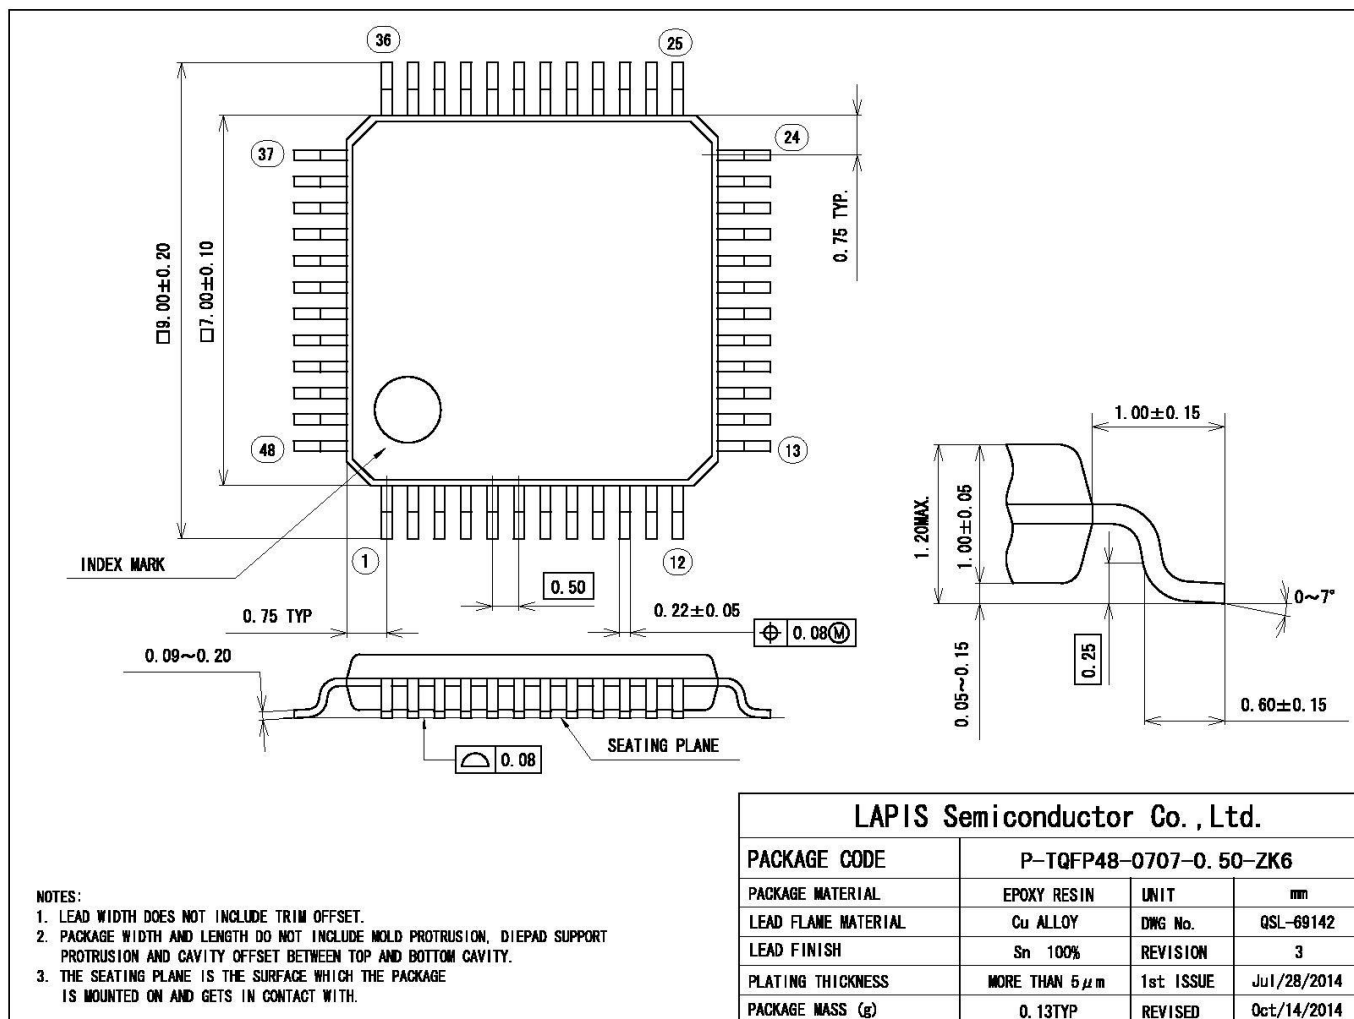 36
25
37
24
0.75 TYP.
□9.00±0.20
□7.00±0.10
48
13
1
12
INDEX MARK
0.50
0.75 TYP
0.22±0.05
0.08Ⓜ
0.09~0.20
0.08
SEATING PLANE
1.00±0.15
1.20MAX.
1.00±0.05
0~7°
0.25
0.05~0.15
0.60±0.15
LAPIS Semiconductor Co.,Ltd.
PACKAGE CODE P-TQFP48-0707-0.50-ZK6
PACKAGE MATERIAL EPOXY RESIN UNIT mm
LEAD FLAME MATERIAL Cu ALLOY DWG No. QSL-69142
LEAD FINISH Sn 100% REVISION 3
PLATING THICKNESS MORE THAN 5μm 1st ISSUE Jul/28/2014
PACKAGE MASS (g) 0.13TYP REVISED Oct/14/2014
NOTES:
1. LEAD WIDTH DOES NOT INCLUDE TRIM OFFSET.
2. PACKAGE WIDTH AND LENGTH DO NOT INCLUDE MOLD PROTRUSION, DIEPAD SUPPORT
PROTRUSION AND CAVITY OFFSET BETWEEN TOP AND BOTTOM CAVITY.
3. THE SEATING PLANE IS THE SURFACE WHICH THE PACKAGE
IS MOUNTED ON AND GETS IN CONTACT WITH.